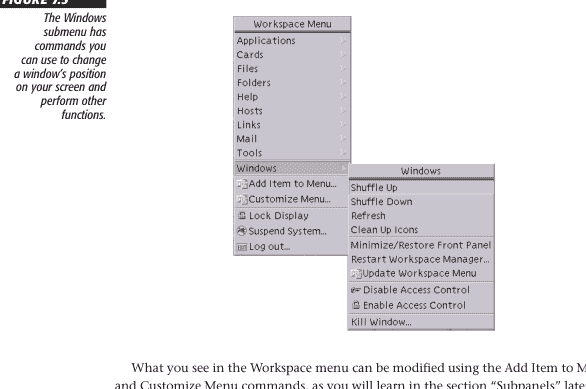 FIGURE 7.5
The Windows
submenu has
commands you
can use to change
a window's position
on your screen and
perform other
functions.
Workspace Menu
Applications
Cards
Files
Folders
Help
Hosts
Links
Mail
Tools
Windows
Add Item to Menu...
Customize Menu...
Lock Display
Suspend System...
Log out...
Windows
Shuffle Up
Shuffle Down
Refresh
Clean Up Icons
Minimize/Restore Front Panel
Restart Workspace Manager...
Update Workspace Menu
Disable Access Control
Enable Access Control
Kill Window...
What you see in the Workspace menu can be modified using the Add Item to M
and Customize Menu commands, as you will learn in the section “Subpanels” late